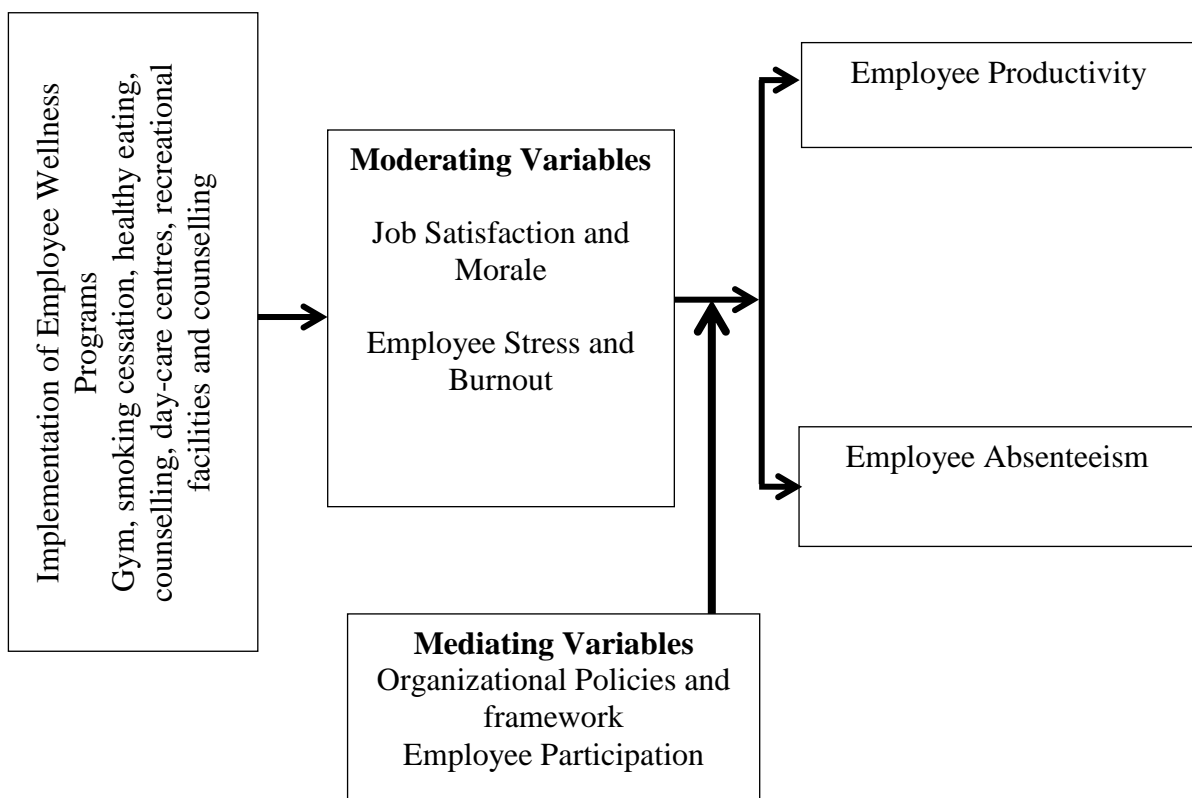 Implementation of Employee Wellness
Programs
Gym, smoking cessation, healthy eating,
counselling, day-care centres, recreational
facilities and counselling
Moderating Variables
Job Satisfaction and
Morale
Employee Stress and
Burnout
Mediating Variables
Organizational Policies and
framework
Employee Participation
Employee Productivity
Employee Absenteeism